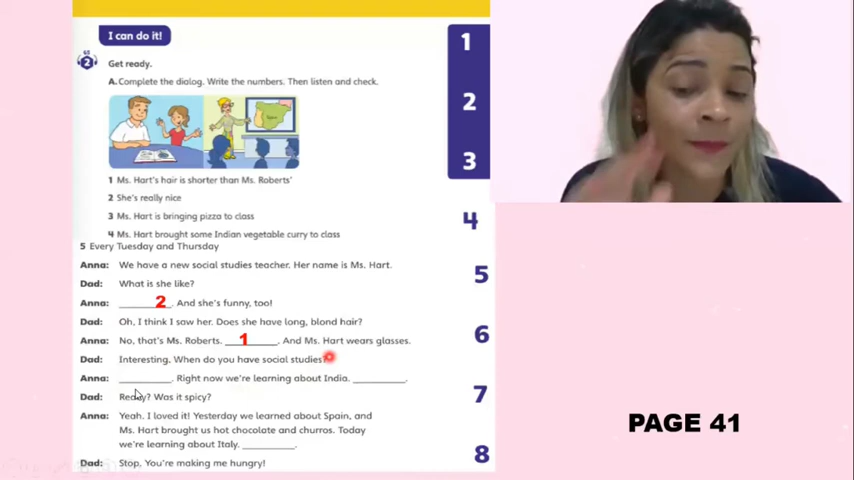 I can do it!
65
2
Get ready.
A. Complete the dialog. Write the numbers. Then listen and check.
Spain
1 Ms. Hart's hair is shorter than Ms. Roberts'
2 She's really nice
3 Ms. Hart is bringing pizza to class
4 Ms. Hart brought some Indian vegetable curry to class
5 Every Tuesday and Thursday
Anna: We have a new social studies teacher. Her name is Ms. Hart.
Dad: What is she like?
Anna: ________2_. And she's funny, too!
Dad: Oh, I think I saw her. Does she have long, blond hair?
Anna: No, that's Ms. Roberts. ___1______. And Ms. Hart wears glasses.
Dad: Interesting. When do you have social studies?
Anna: __________. Right now we're learning about India. __________.
Dad: Really? Was it spicy?
Anna: Yeah. I loved it! Yesterday we learned about Spain, and
Ms. Hart brought us hot chocolate and churros. Today
we're learning about Italy. __________.
Dad: Stop, You're making me hungry!
1
2
3
4
5
6
7
8
PAGE 41